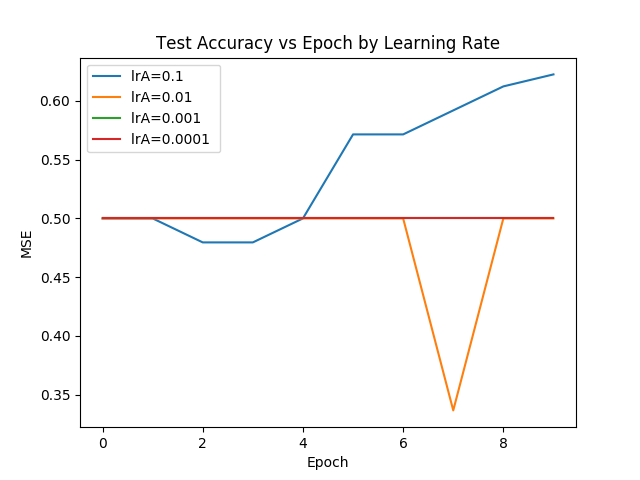 Test Accuracy vs Epoch by Learning Rate
lrA=0.1
lrA=0.01
lrA=0.001
lrA=0.0001
0.60
0.55
0.50
0.45
0.40
0.35
MSE
0 2 4 6 8
Epoch